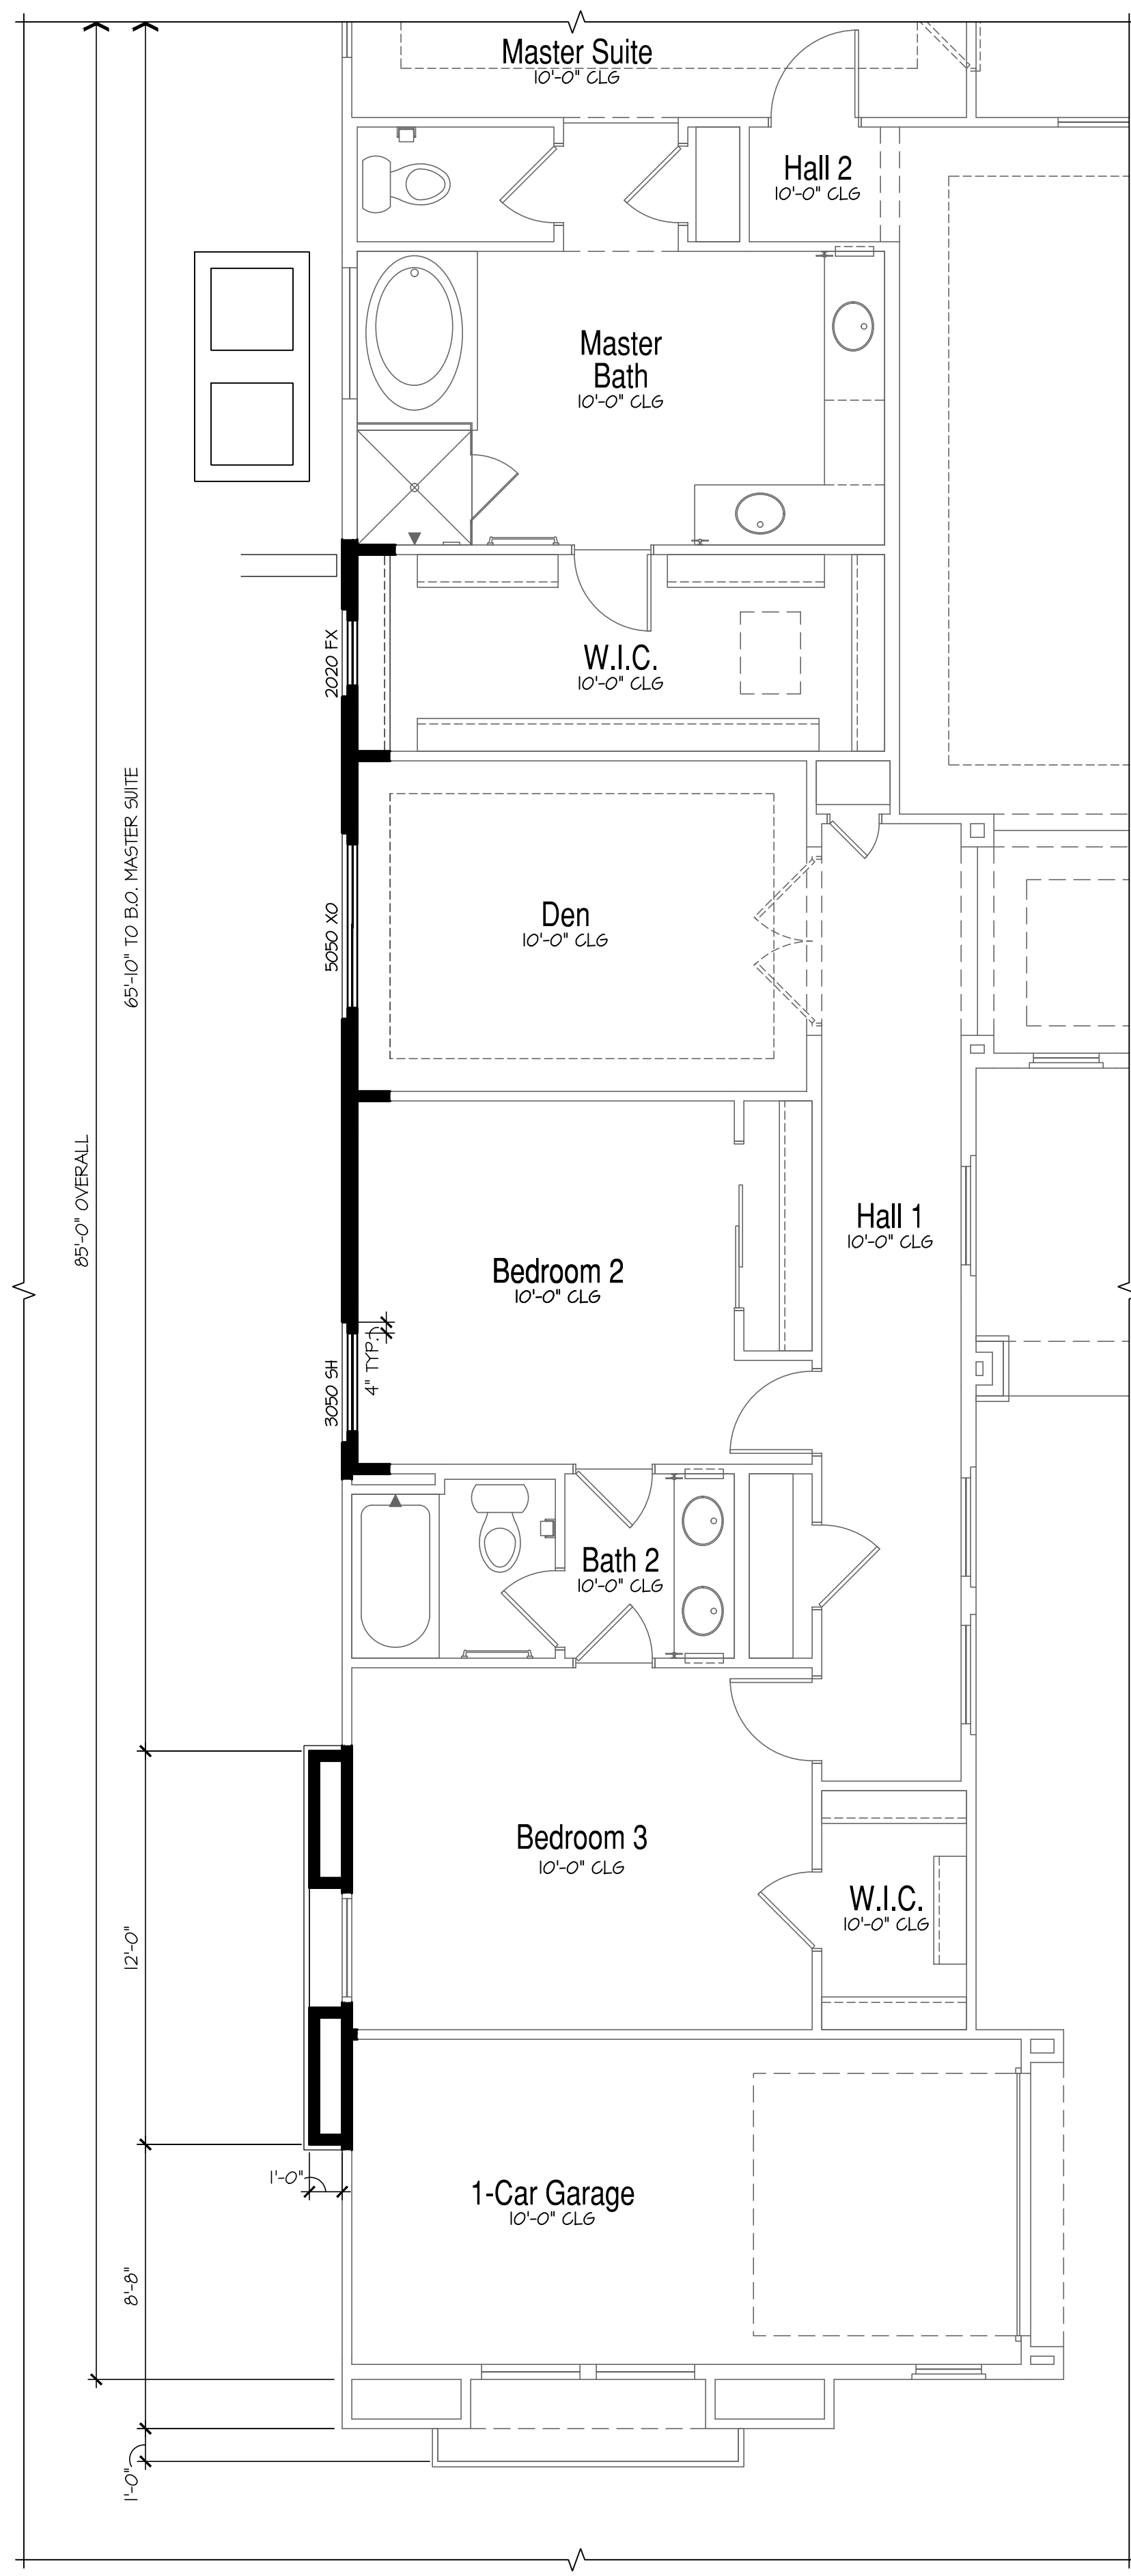 Master Suite
10'-0" CLG
Hall 2
10'-0" CLG
Master
Bath
10'-0" CLG
2020 FX
W.I.C.
10'-0" CLG
65'-10" TO B.O. MASTER SUITE
5050 XO
Den
10'-0" CLG
85'-0" OVERALL
Hall 1
10'-0" CLG
Bedroom 2
10'-0" CLG
3050 SH
4" TYP.
Bath 2
10'-0" CLG
Bedroom 3
10'-0" CLG
W.I.C.
10'-0" CLG
12'-0"
1'-0"
1-Car Garage
10'-0" CLG
8'-8"
1'-0"